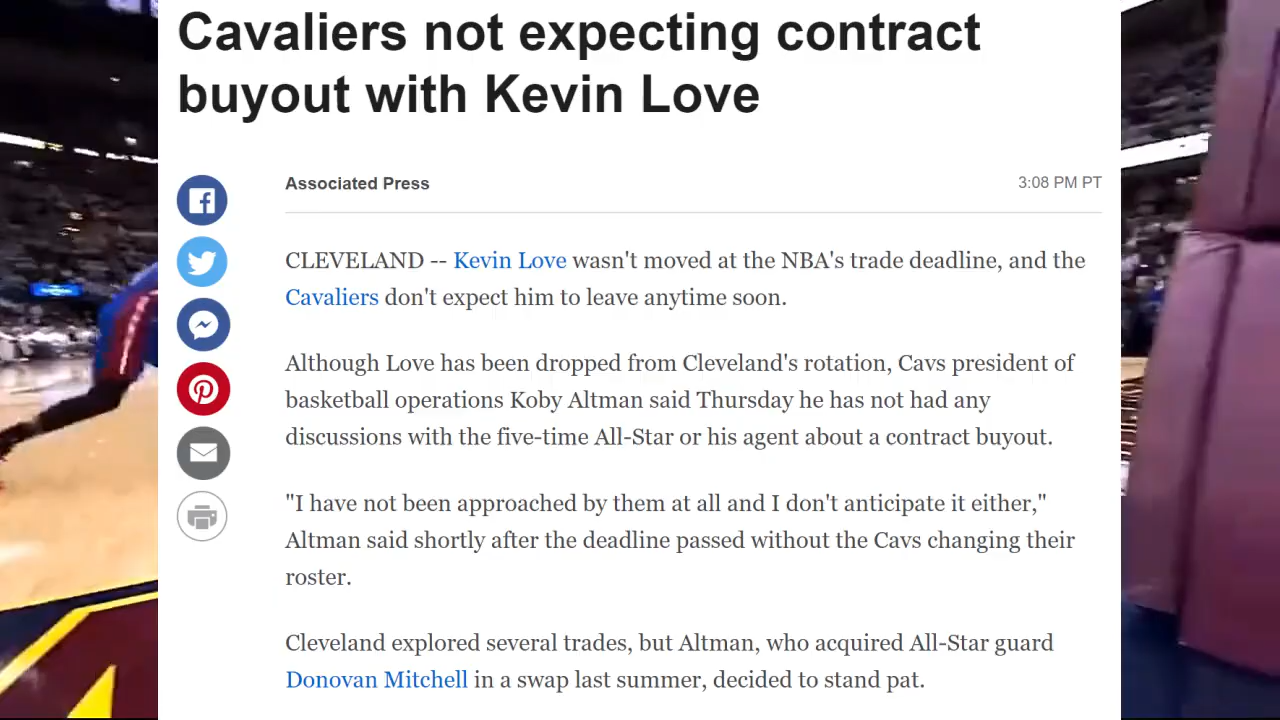 Cavaliers not expecting contract
buyout with Kevin Love
Associated Press
3:08 PM PT
CLEVELAND -- Kevin Love wasn't moved at the NBA's trade deadline, and the
Cavaliers don't expect him to leave anytime soon.
Although Love has been dropped from Cleveland's rotation, Cavs president of
basketball operations Koby Altman said Thursday he has not had any
discussions with the five-time All-Star or his agent about a contract buyout.
"I have not been approached by them at all and I don't anticipate it either,"
Altman said shortly after the deadline passed without the Cavs changing their
roster.
Cleveland explored several trades, but Altman, who acquired All-Star guard
Donovan Mitchell in a swap last summer, decided to stand pat.